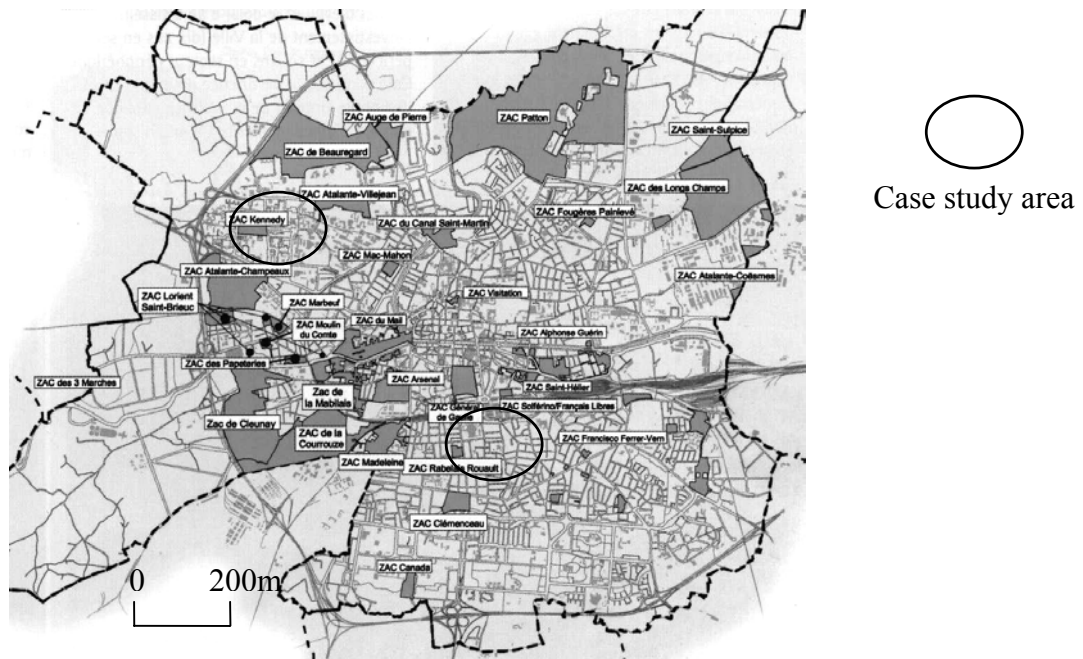 ZAC Auge de Pierre
ZAC Patton
ZAC Saint-Sulpice
ZAC de Beauregard
ZAC des Longs Champs
ZAC Atalante-Villejean
ZAC Kennedy
ZAC du Canal Saint-Martin
ZAC Fougères Painlevé
ZAC Mac-Mahon
ZAC Atalante-Champeaux
ZAC Atalante-Coësmes
ZAC Lorient
Saint-Brieuc
ZAC Marbeuf
ZAC Visitation
ZAC Moulin
du Comte
ZAC du Mail
ZAC Alphonse Guérin
ZAC des Papeteries
ZAC des 3 Marches
Zac de
la Mabilais
ZAC Arsenal
ZAC Saint-Hélier
Zac de Cleunay
ZAC Général
de Gaulle
ZAC Solférino/Français Libres
ZAC de la
Courrouze
ZAC Francisco Ferrer-Vern
ZAC Madeleine
ZAC Rabelais Rouault
ZAC Clémenceau
ZAC Canada
0 200m
Case study area